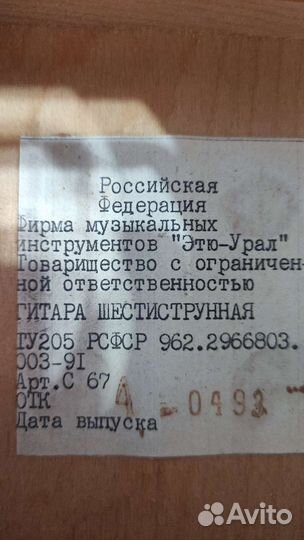 Российская
Федерация
Фирма музыкальных
инструментов "Этю-Урал"
Товарищество с ограничен-
ной ответственностью
ГИТАРА ШЕСТИСТРУННАЯ
ТУ205 РСФСР 962.2966803.
003-91
Арт.С 67
ОТК 4 - 0493
Дата выпуска
Avito